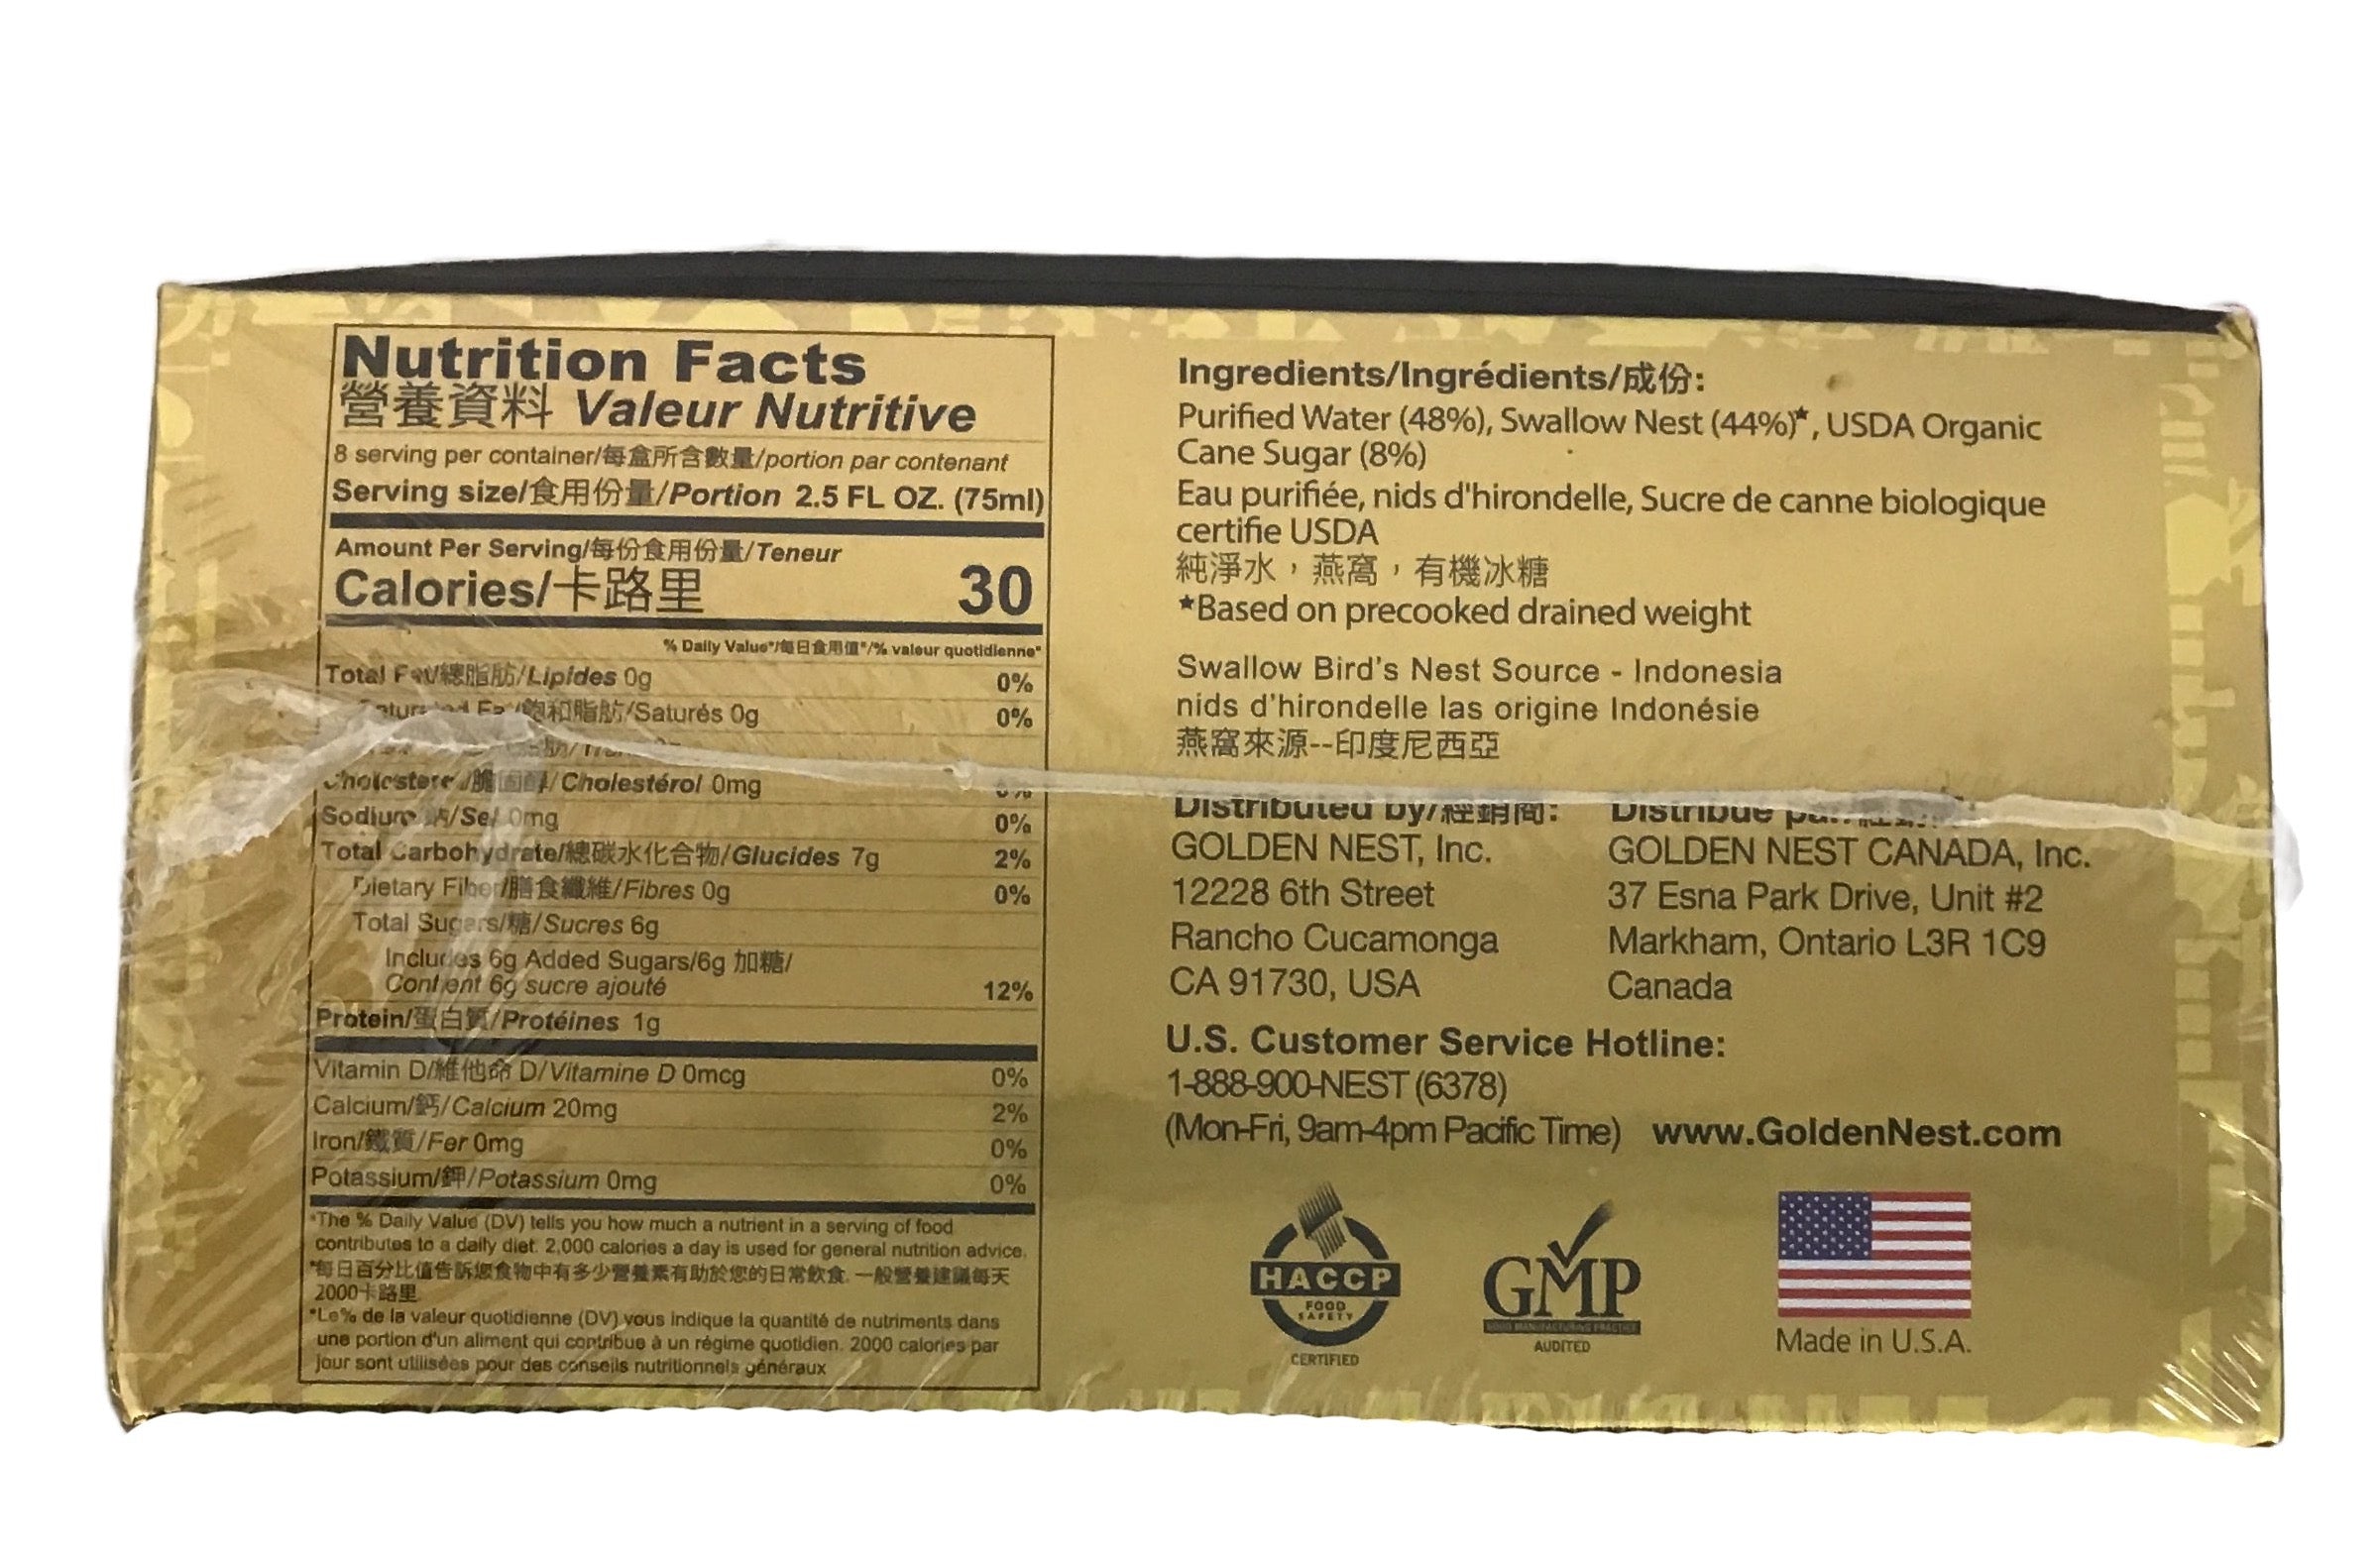 Nutrition Facts
營養資料 Valeur Nutritive
8 serving per container/每盒所含數量/portion par contenant
Serving size/食用份量/Portion 2.5 FL OZ. (75ml)
Amount Per Serving/每份食用份量/Teneur
Calories/卡路里 30
% Daily Value*/每日食用值*/% valeur quotidienne*
Total Fat/總脂肪/Lipides 0g 0%
Saturated Fat/飽和脂肪/Saturés 0g 0%
Cholesterol/膽固醇/Cholestérol 0mg 0%
Sodium/鈉/Sel 0mg 0%
Total Carbohydrate/總碳水化合物/Glucides 7g 2%
Dietary Fiber/膳食纖維/Fibres 0g 0%
Total Sugars/糖/Sucres 6g
Includes 6g Added Sugars/6g 加糖/
Content 6g sucre ajouté 12%
Protein/蛋白質/Protéines 1g
Vitamin D/維他命 D/Vitamine D 0mcg 0%
Calcium/鈣/Calcium 20mg 2%
Iron/鐵質/Fer 0mg 0%
Potassium/鉀/Potassium 0mg 0%
*The % Daily Value (DV) tells you how much a nutrient in a serving of food
contributes to a daily diet. 2,000 calories a day is used for general nutrition advice.
*每日百分比值告訴您食物中有多少營養素有助於您的日常飲食. 一般營養建議每天
2000卡路里
*Le% de la valeur quotidienne (DV) vous indique la quantité de nutriments dans
une portion d'un aliment qui contribue à un régime quotidien. 2000 calories par
jour sont utilisées pour des conseils nutritionnels généraux
Ingredients/Ingrédients/成份:
Purified Water (48%), Swallow Nest (44%)*, USDA Organic
Cane Sugar (8%)
Eau purifiée, nids d'hirondelle, Sucre de canne biologique
certifie USDA
純淨水，燕窩，有機冰糖
*Based on precooked drained weight
Swallow Bird's Nest Source - Indonesia
nids d'hirondelle las origine Indonésie
燕窩來源--印度尼西亞
Distributed by/經銷商:
GOLDEN NEST, Inc.
12228 6th Street
Rancho Cucamonga
CA 91730, USA
Distribué par/經銷商:
GOLDEN NEST CANADA, Inc.
37 Esna Park Drive, Unit #2
Markham, Ontario L3R 1C9
Canada
U.S. Customer Service Hotline:
1-888-900-NEST (6378)
(Mon-Fri, 9am-4pm Pacific Time) www.GoldenNest.com
HACCP
FOOD
SAFETY
CERTIFIED
GMP
GOOD MANUFACTURING PRACTICE
AUDITED
Made in U.S.A.